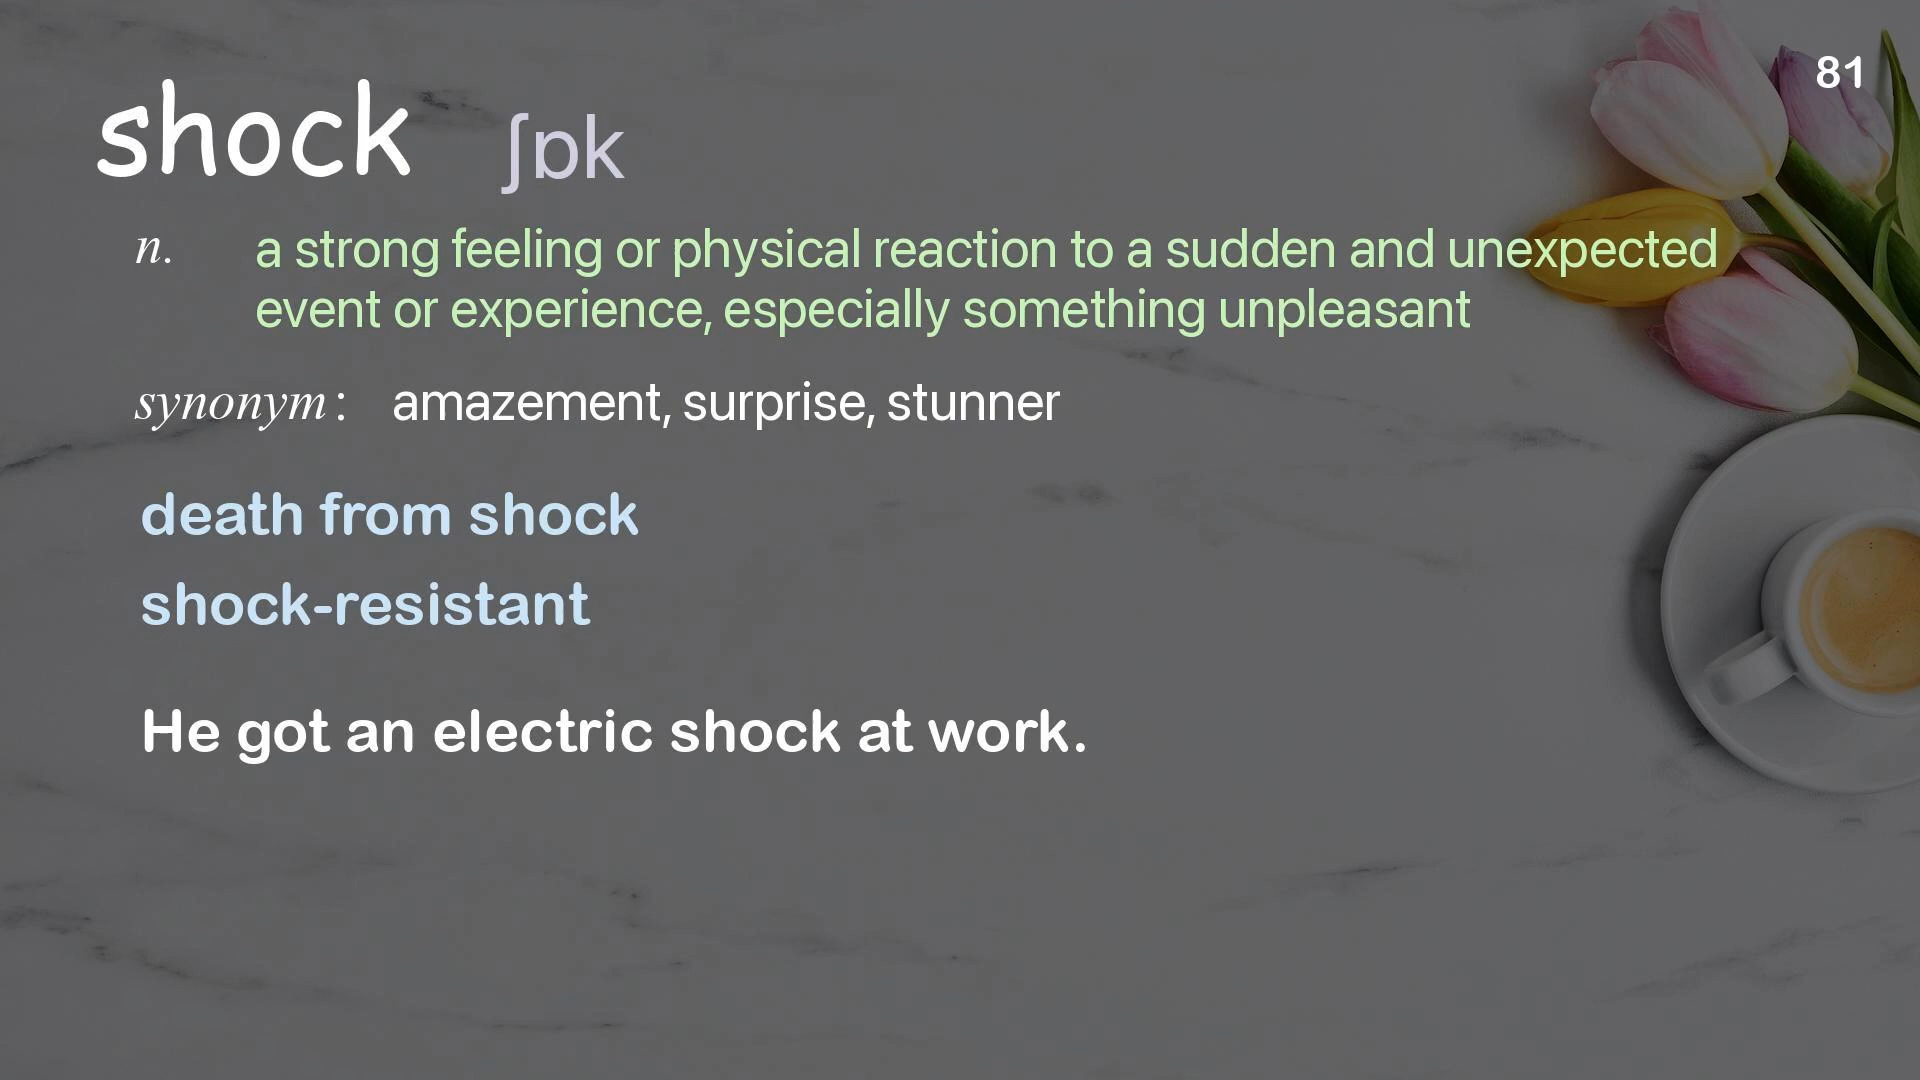 81
shock ʃɒk
n. a strong feeling or physical reaction to a sudden and unexpected
event or experience, especially something unpleasant
synonym: amazement, surprise, stunner
death from shock
shock-resistant
He got an electric shock at work.